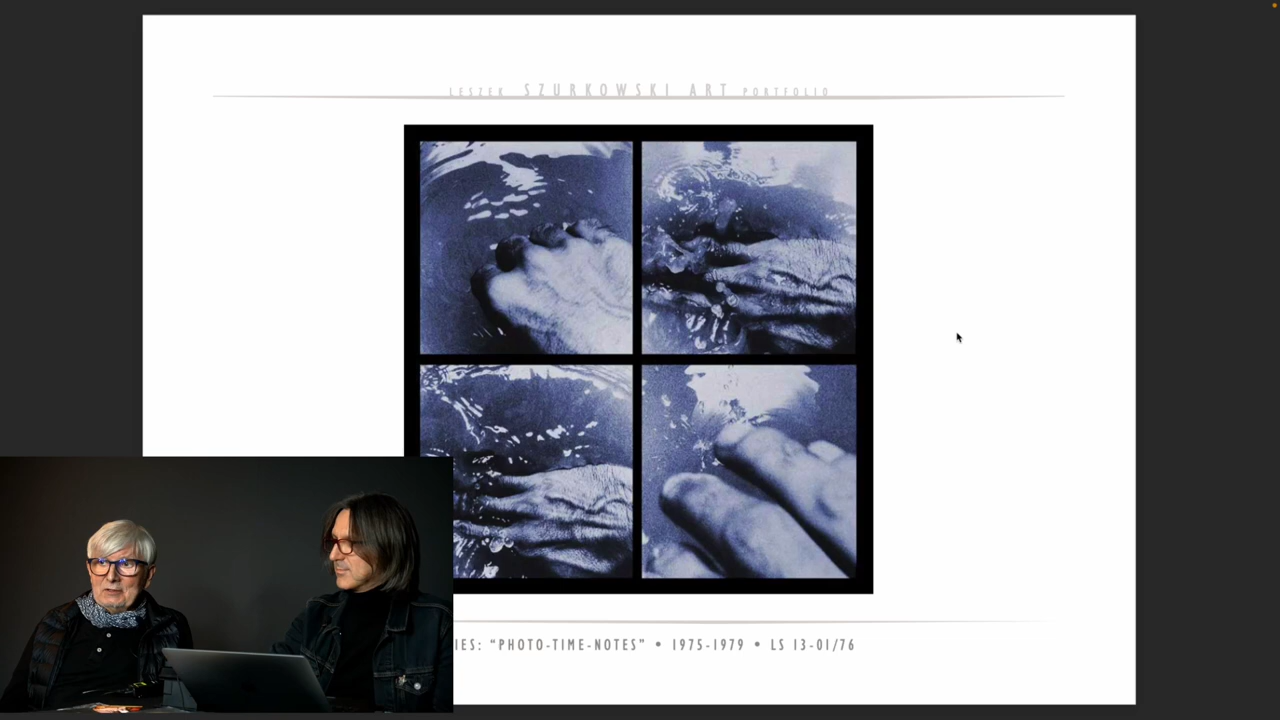 LESZEK SZURKOWSKI ART PORTFOLIO
IES: “PHOTO-TIME-NOTES” • 1975-1979 • LS 13-01/76